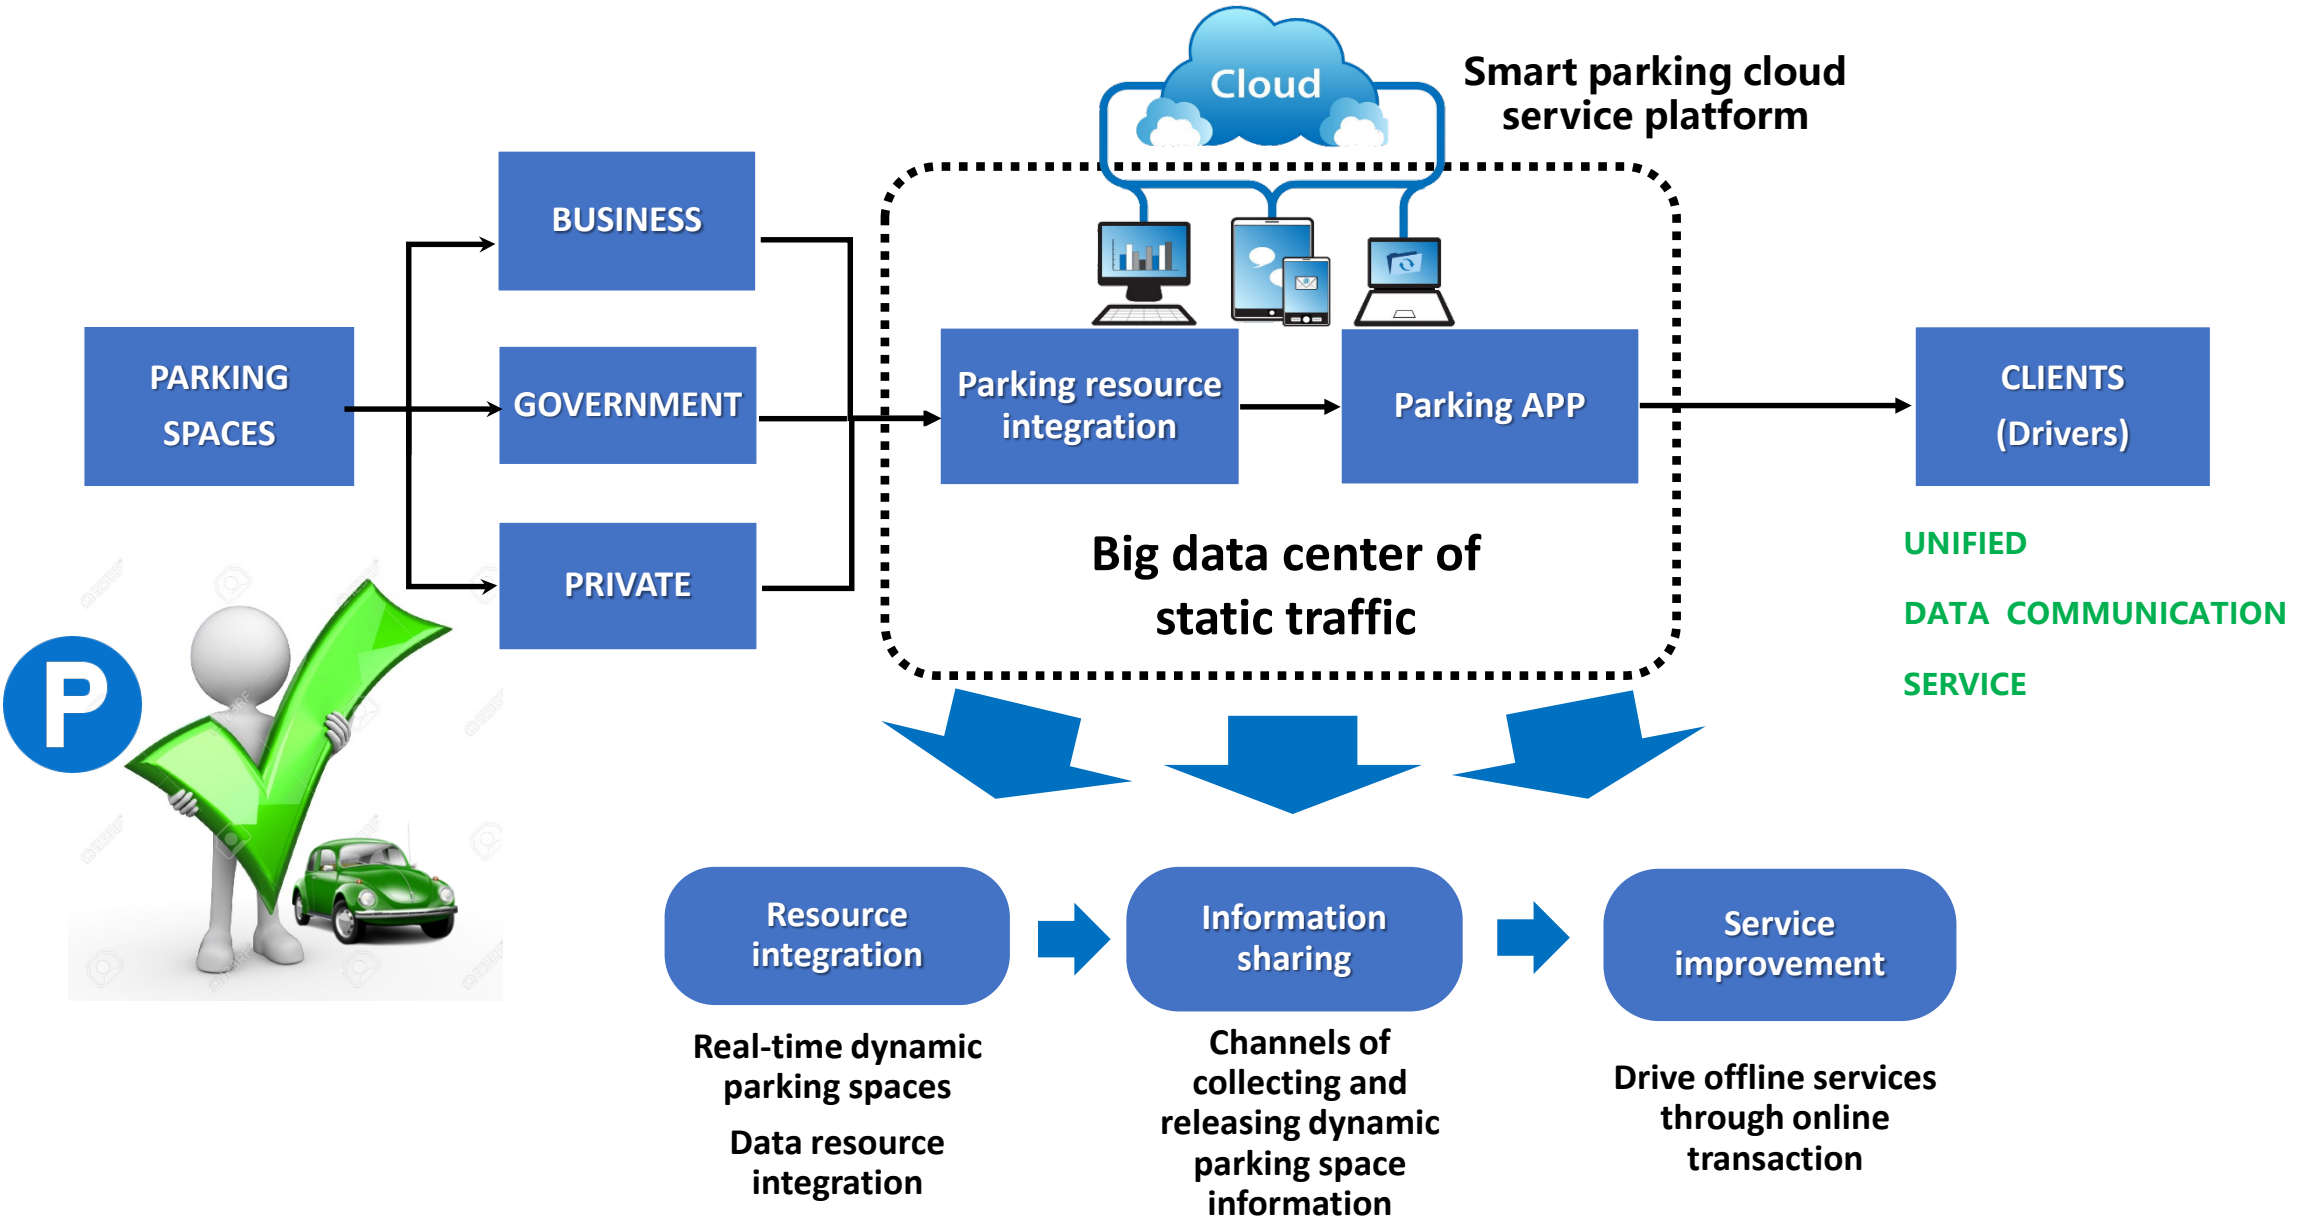 Cloud
Smart parking cloud
service platform
BUSINESS
PARKING
SPACES
GOVERNMENT
PRIVATE
Parking resource
integration
Parking APP
CLIENTS
(Drivers)
Big data center of
static traffic
UNIFIED
DATA COMMUNICATION
SERVICE
P
Resource
integration
Information
sharing
Service
improvement
Real-time dynamic
parking spaces
Data resource
integration
Channels of
collecting and
releasing dynamic
parking space
information
Drive offline services
through online
transaction